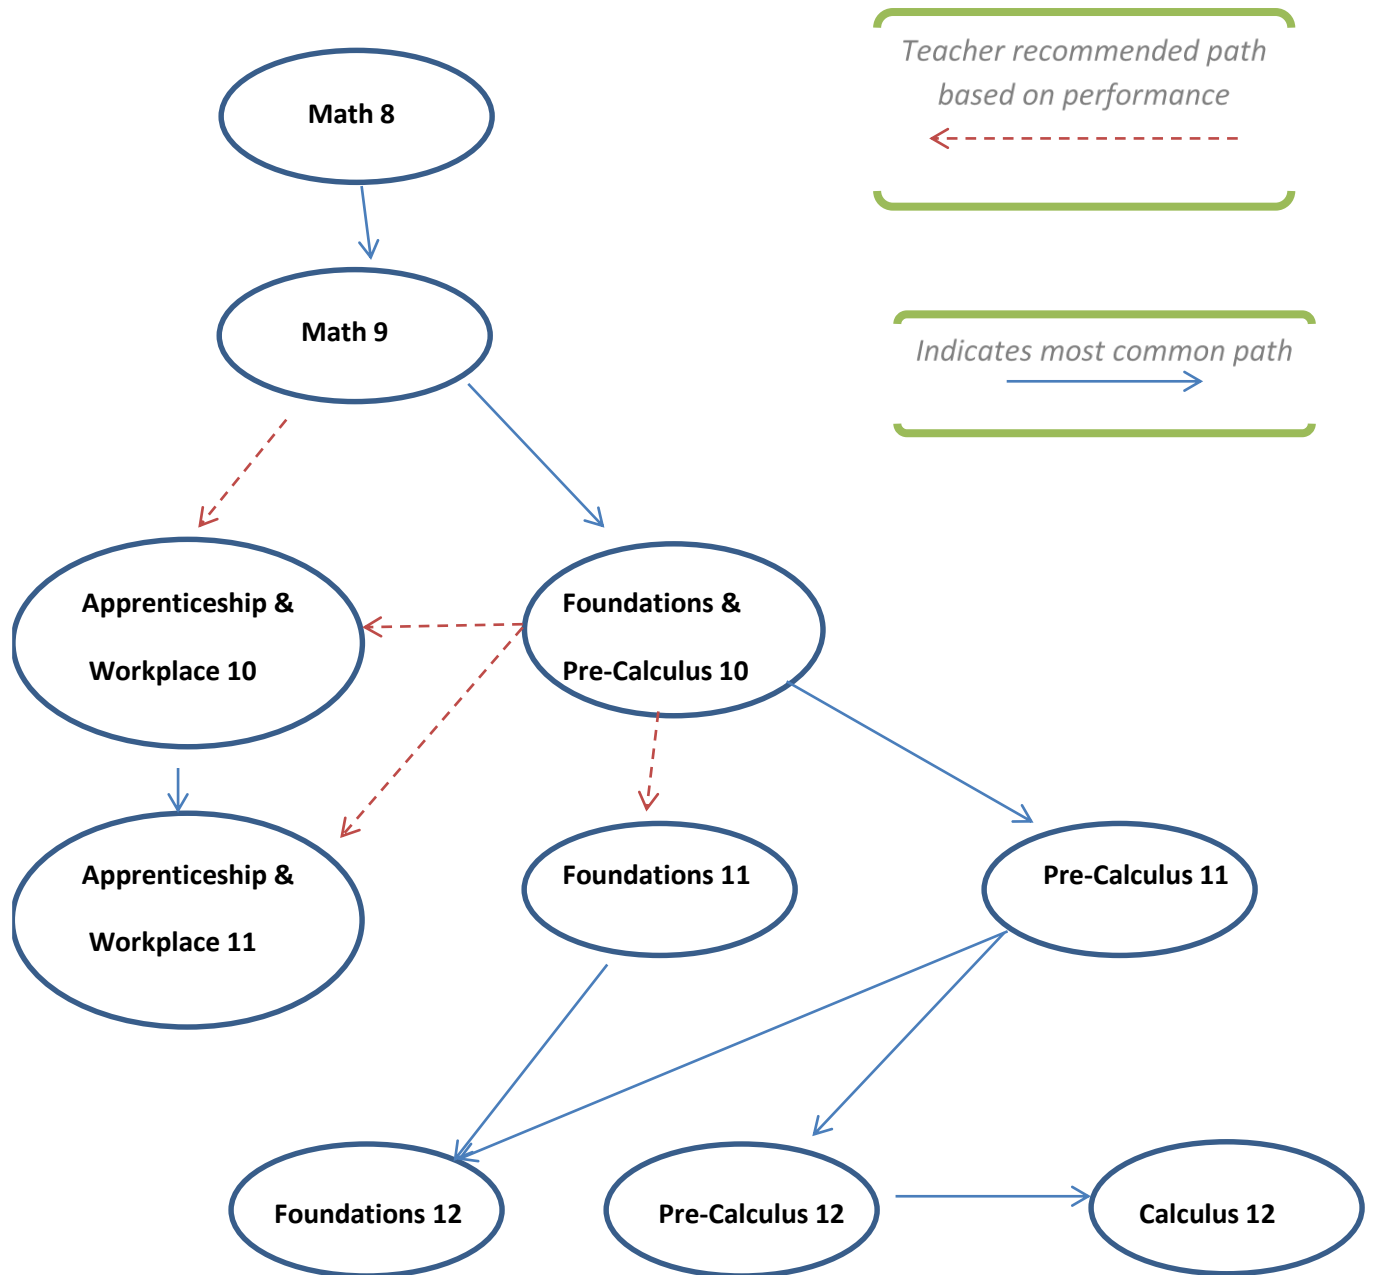 Teacher recommended path
based on performance
Math 8
Math 9
Indicates most common path
Apprenticeship &
Workplace 10
Foundations &
Pre-Calculus 10
Apprenticeship &
Workplace 11
Foundations 11
Pre-Calculus 11
Foundations 12
Pre-Calculus 12
Calculus 12